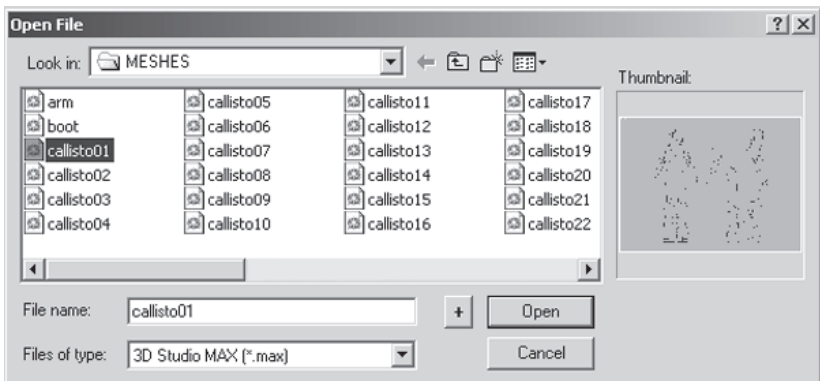 Open File
Look in: MESHES
Thumbnail:
arm
boot
callisto01
callisto02
callisto03
callisto04
callisto05
callisto06
callisto07
callisto08
callisto09
callisto10
callisto11
callisto12
callisto13
callisto14
callisto15
callisto16
callisto17
callisto18
callisto19
callisto20
callisto21
callisto22
File name: callisto01
+ Open
Files of type: 3D Studio MAX (*.max)
Cancel